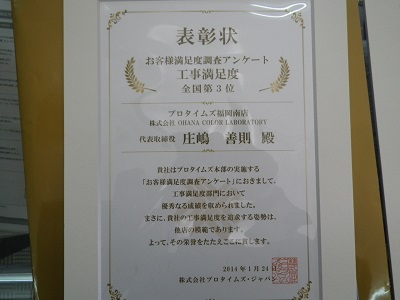 表彰状
お客様満足度調査アンケート
工事満足度
全国第3位
プロタイムズ福岡南店
株式会社 OHANA COLOR LABORATORY
代表取締役 庄嶋 善則 殿
貴社はプロタイムズ本部の実施する
「お客様満足度調査アンケート」におきまして、
工事満足度部門において
優秀なる成績を収められました。
まさに、貴社の工事満足度を追求する姿勢は、
他店の模範であります。
よって、その栄誉をたたえここに賞します。
2014年1月24日
株式会社プロタイムズ・ジャパン